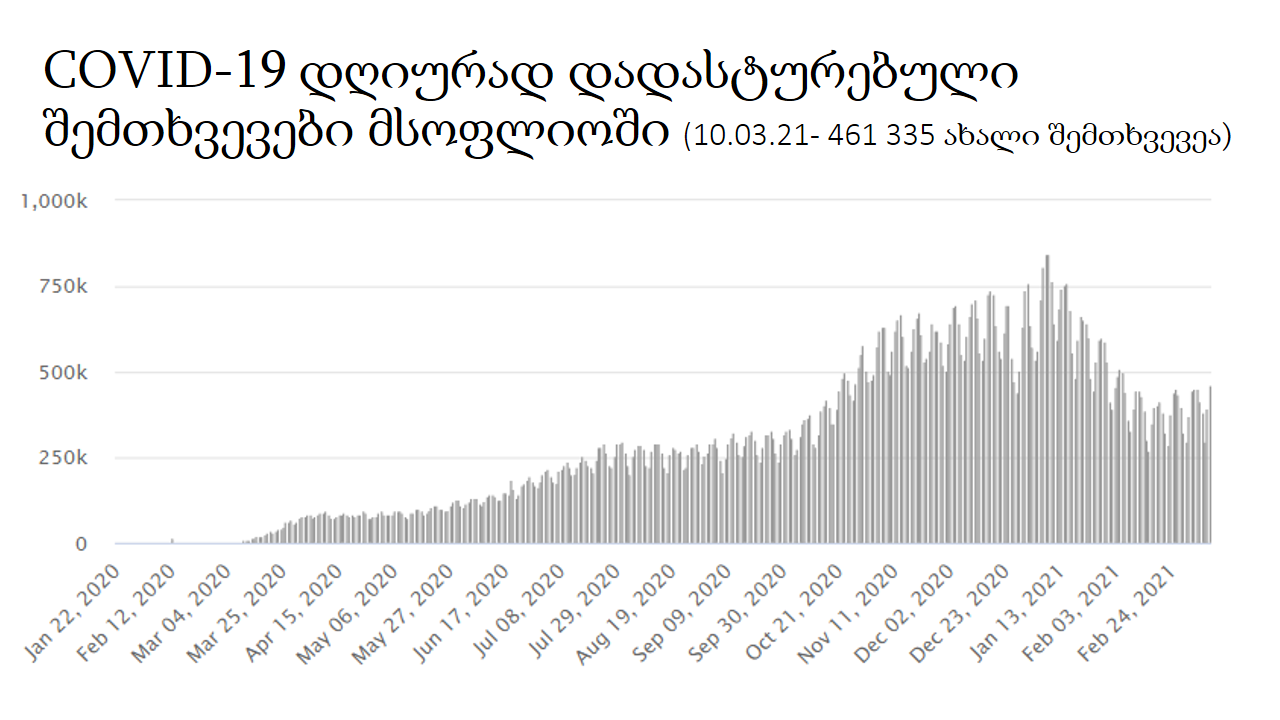 COVID-19 დღიურად დადასტურებული
შემთხვევები მსოფლიოში (10.03.21- 461 335 ახალი შემთხვევეა)
1,000k
750k
500k
250k
0
Jan 22, 2020
Feb 12, 2020
Mar 04, 2020
Mar 25, 2020
Apr 15, 2020
May 06, 2020
May 27, 2020
Jun 17, 2020
Jul 08, 2020
Jul 29, 2020
Aug 19, 2020
Sep 09, 2020
Sep 30, 2020
Oct 21, 2020
Nov 11, 2020
Dec 02, 2020
Dec 23, 2020
Jan 13, 2021
Feb 03, 2021
Feb 24, 2021